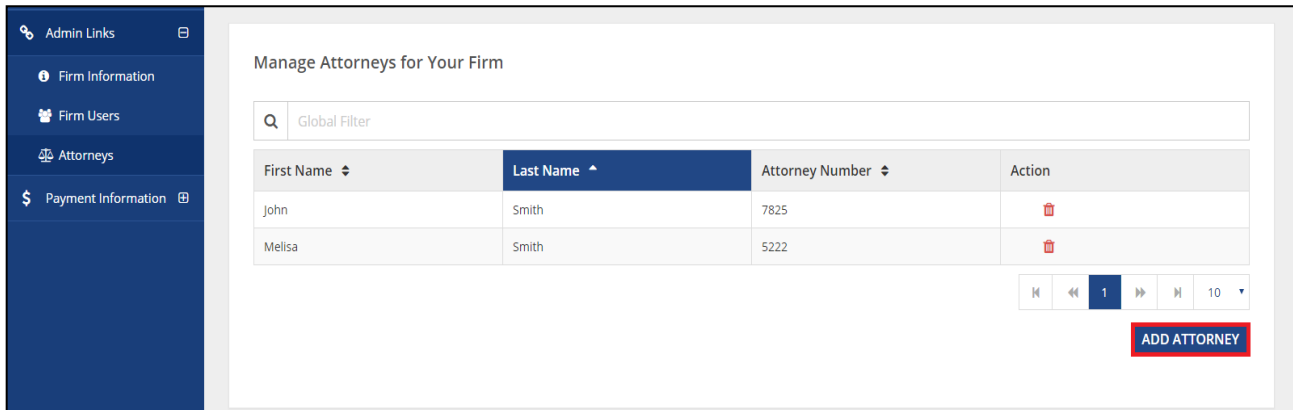 Admin Links
Firm Information
Firm Users
Attorneys
$ Payment Information
Manage Attorneys for Your Firm
Global Filter
First Name Last Name Attorney Number Action
John Smith 7825
Melisa Smith 5222
1 10
ADD ATTORNEY